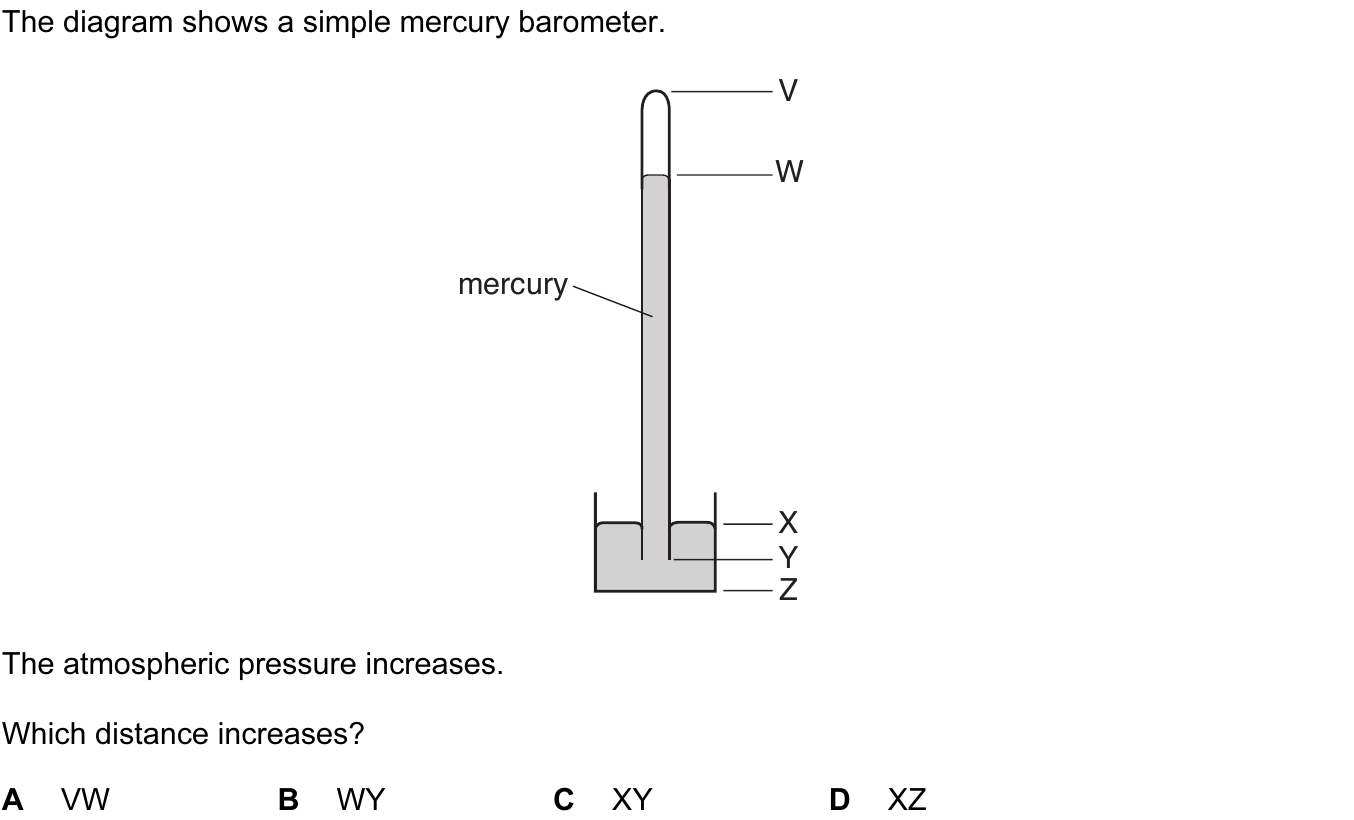 The diagram shows a simple mercury barometer.
V
W
mercury
X
Y
Z
The atmospheric pressure increases.
Which distance increases?
A VW B WY C XY D XZ